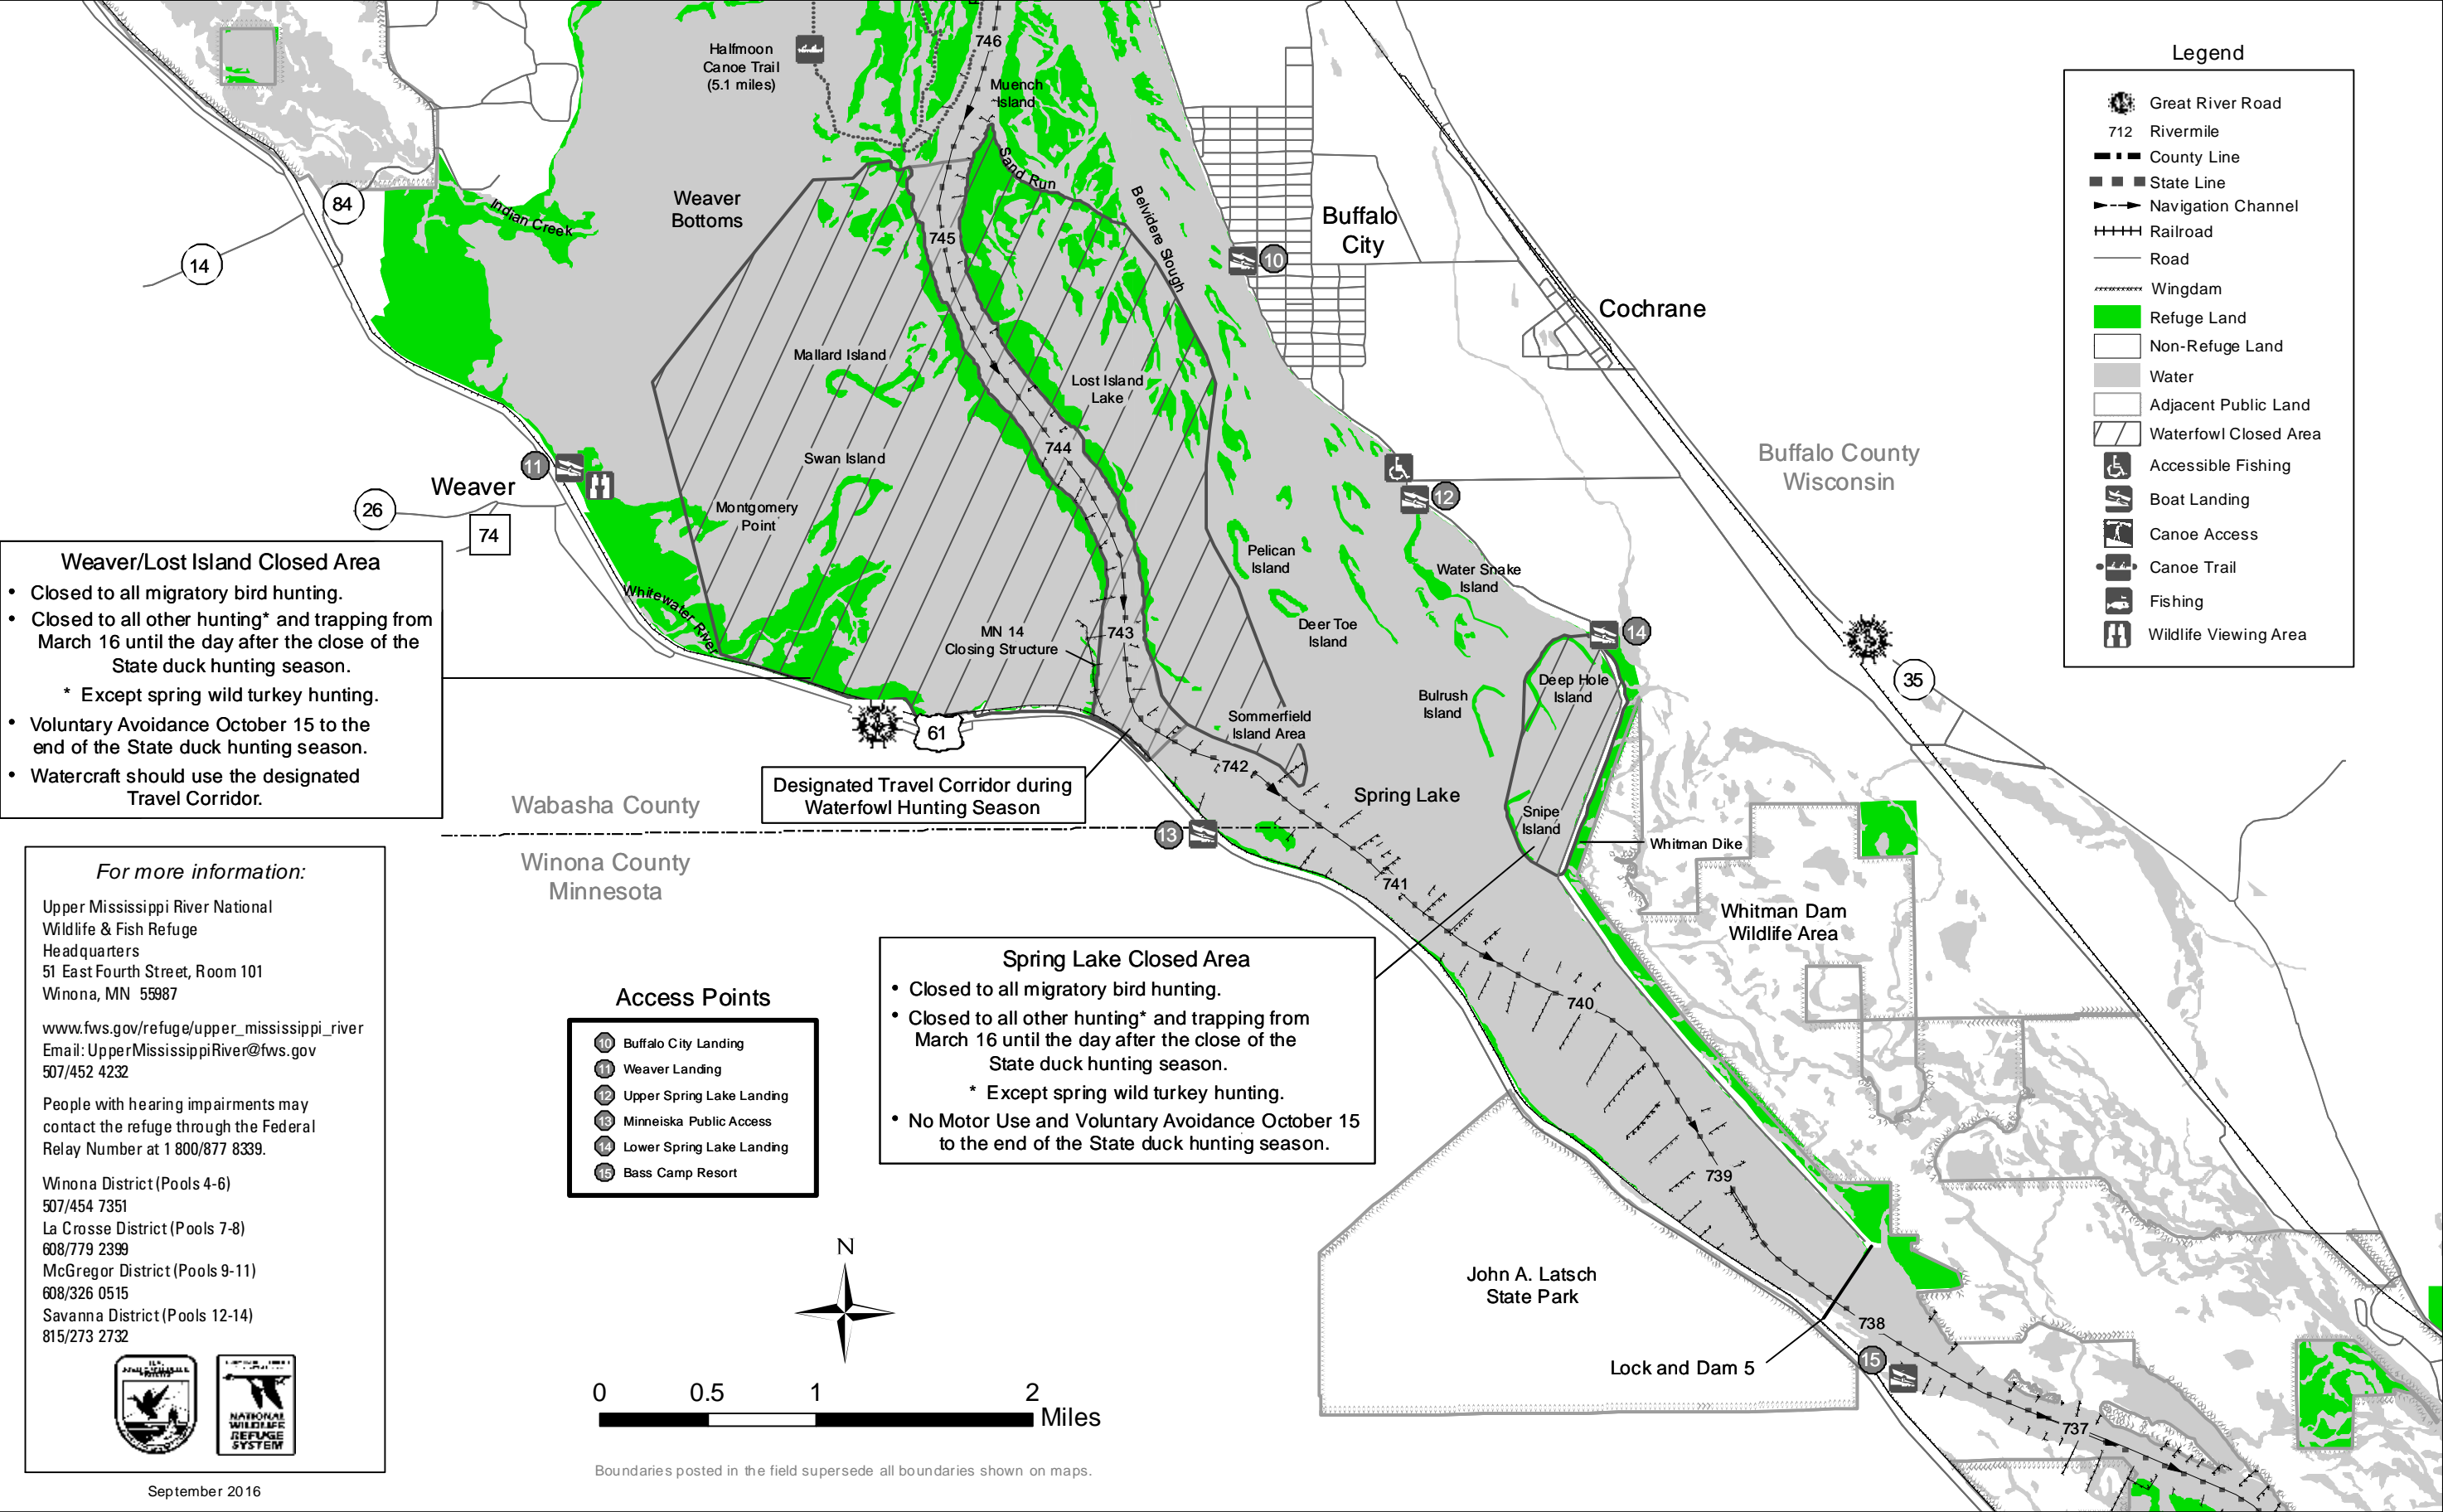 Halfmoon
Canoe Trail
(5.1 miles)
746
Muench
Island
Sand Run
Belvidere Slough
Weaver
Bottoms
Indian Creek
84
14
745
10
Buffalo
City
Cochrane
Mallard Island
Lost Island
Lake
744
Swan Island
Montgomery
Point
11
Weaver
26
74
12
Buffalo County
Wisconsin
Pelican
Island
Water Snake
Island
Deer Toe
Island
Whitewater River
MN 14
Closing Structure
743
14
35
Deep Hole
Island
Bulrush
Island
Sommerfield
Island Area
61
742
Spring Lake
Snipe
Island
Whitman Dike
13
741
Whitman Dam
Wildlife Area
740
739
John A. Latsch
State Park
738
Lock and Dam 5
15
737
Wabasha County
Winona County
Minnesota
Designated Travel Corridor during
Waterfowl Hunting Season
Legend
Great River Road
712 Rivermile
County Line
State Line
Navigation Channel
Railroad
Road
Wingdam
Refuge Land
Non-Refuge Land
Water
Adjacent Public Land
Waterfowl Closed Area
Accessible Fishing
Boat Landing
Canoe Access
Canoe Trail
Fishing
Wildlife Viewing Area
Weaver/Lost Island Closed Area
• Closed to all migratory bird hunting.
• Closed to all other hunting* and trapping from
March 16 until the day after the close of the
State duck hunting season.
* Except spring wild turkey hunting.
• Voluntary Avoidance October 15 to the
end of the State duck hunting season.
• Watercraft should use the designated
Travel Corridor.
For more information:
Upper Mississippi River National
Wildlife & Fish Refuge
Headquarters
51 East Fourth Street, Room 101
Winona, MN 55987
www.fws.gov/refuge/upper_mississippi_river
Email: UpperMississippiRiver@fws.gov
507/452 4232
People with hearing impairments may
contact the refuge through the Federal
Relay Number at 1 800/877 8339.
Winona District (Pools 4-6)
507/454 7351
La Crosse District (Pools 7-8)
608/779 2399
McGregor District (Pools 9-11)
608/326 0515
Savanna District (Pools 12-14)
815/273 2732
NATIONAL
WILDLIFE
REFUGE
SYSTEM
September 2016
Access Points
10 Buffalo City Landing
11 Weaver Landing
12 Upper Spring Lake Landing
13 Minneiska Public Access
14 Lower Spring Lake Landing
15 Bass Camp Resort
Spring Lake Closed Area
• Closed to all migratory bird hunting.
• Closed to all other hunting* and trapping from
March 16 until the day after the close of the
State duck hunting season.
* Except spring wild turkey hunting.
• No Motor Use and Voluntary Avoidance October 15
to the end of the State duck hunting season.
N
0 0.5 1 2
Miles
Boundaries posted in the field supersede all boundaries shown on maps.